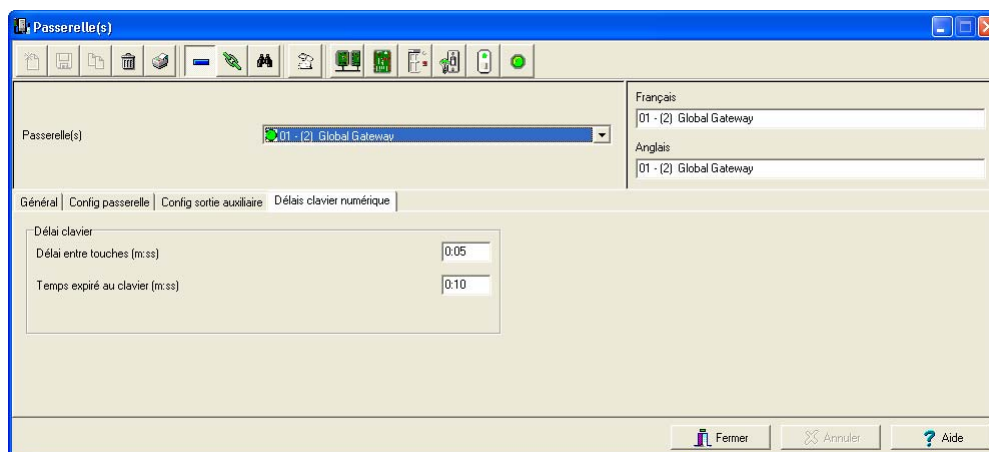 Passerelle(s)
Français
01 - (2) Global Gateway
Passerelle(s)
01 - (2) Global Gateway
Anglais
01 - (2) Global Gateway
Général
Config passerelle
Config sortie auxiliaire
Délais clavier numérique
Délai clavier
Délai entre touches (m:ss)
0:05
Temps expiré au clavier (m:ss)
0:10
Fermer
Annuler
Aide